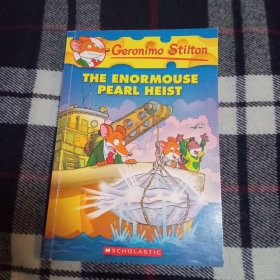 Geronimo Stilton
THE ENORMOUSE
PEARL HEIST
SCHOLASTIC